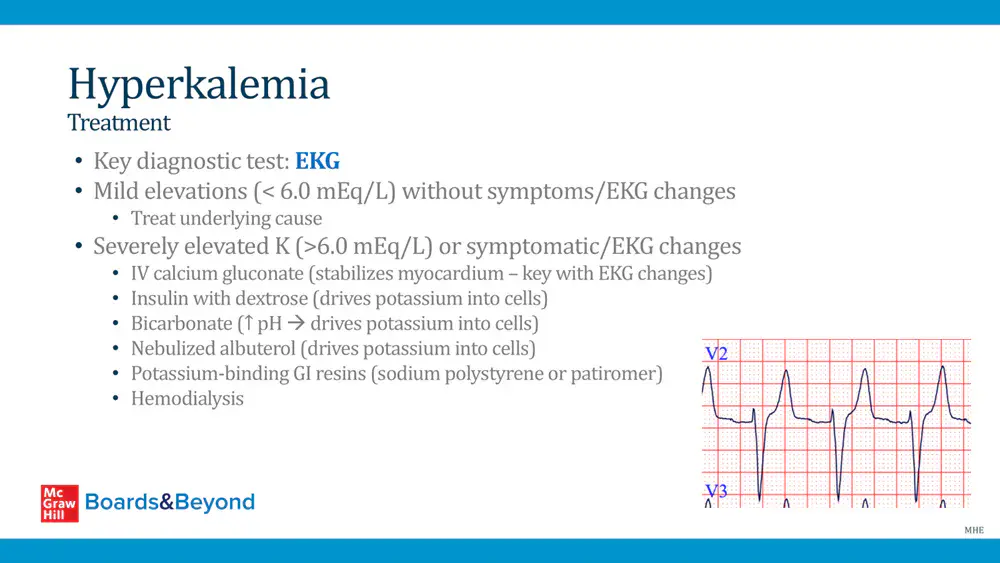 Hyperkalemia
Treatment
• Key diagnostic test: EKG
• Mild elevations (< 6.0 mEq/L) without symptoms/EKG changes
• Treat underlying cause
• Severely elevated K (>6.0 mEq/L) or symptomatic/EKG changes
• IV calcium gluconate (stabilizes myocardium – key with EKG changes)
• Insulin with dextrose (drives potassium into cells)
• Bicarbonate (↑ pH → drives potassium into cells)
• Nebulized albuterol (drives potassium into cells)
• Potassium-binding GI resins (sodium polystyrene or patiromer)
• Hemodialysis
V2
V3
Mc
Graw
Hill
Boards&Beyond
MHE